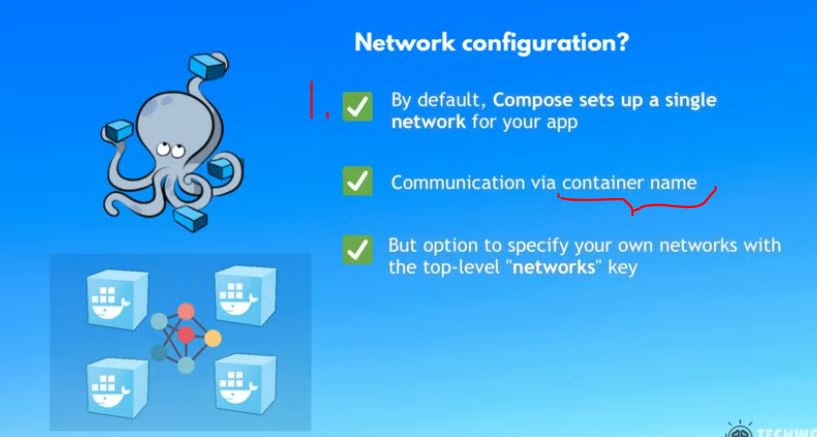 Network configuration?
1.
By default, Compose sets up a single
network for your app
Communication via container name
But option to specify your own networks with
the top-level "networks" key